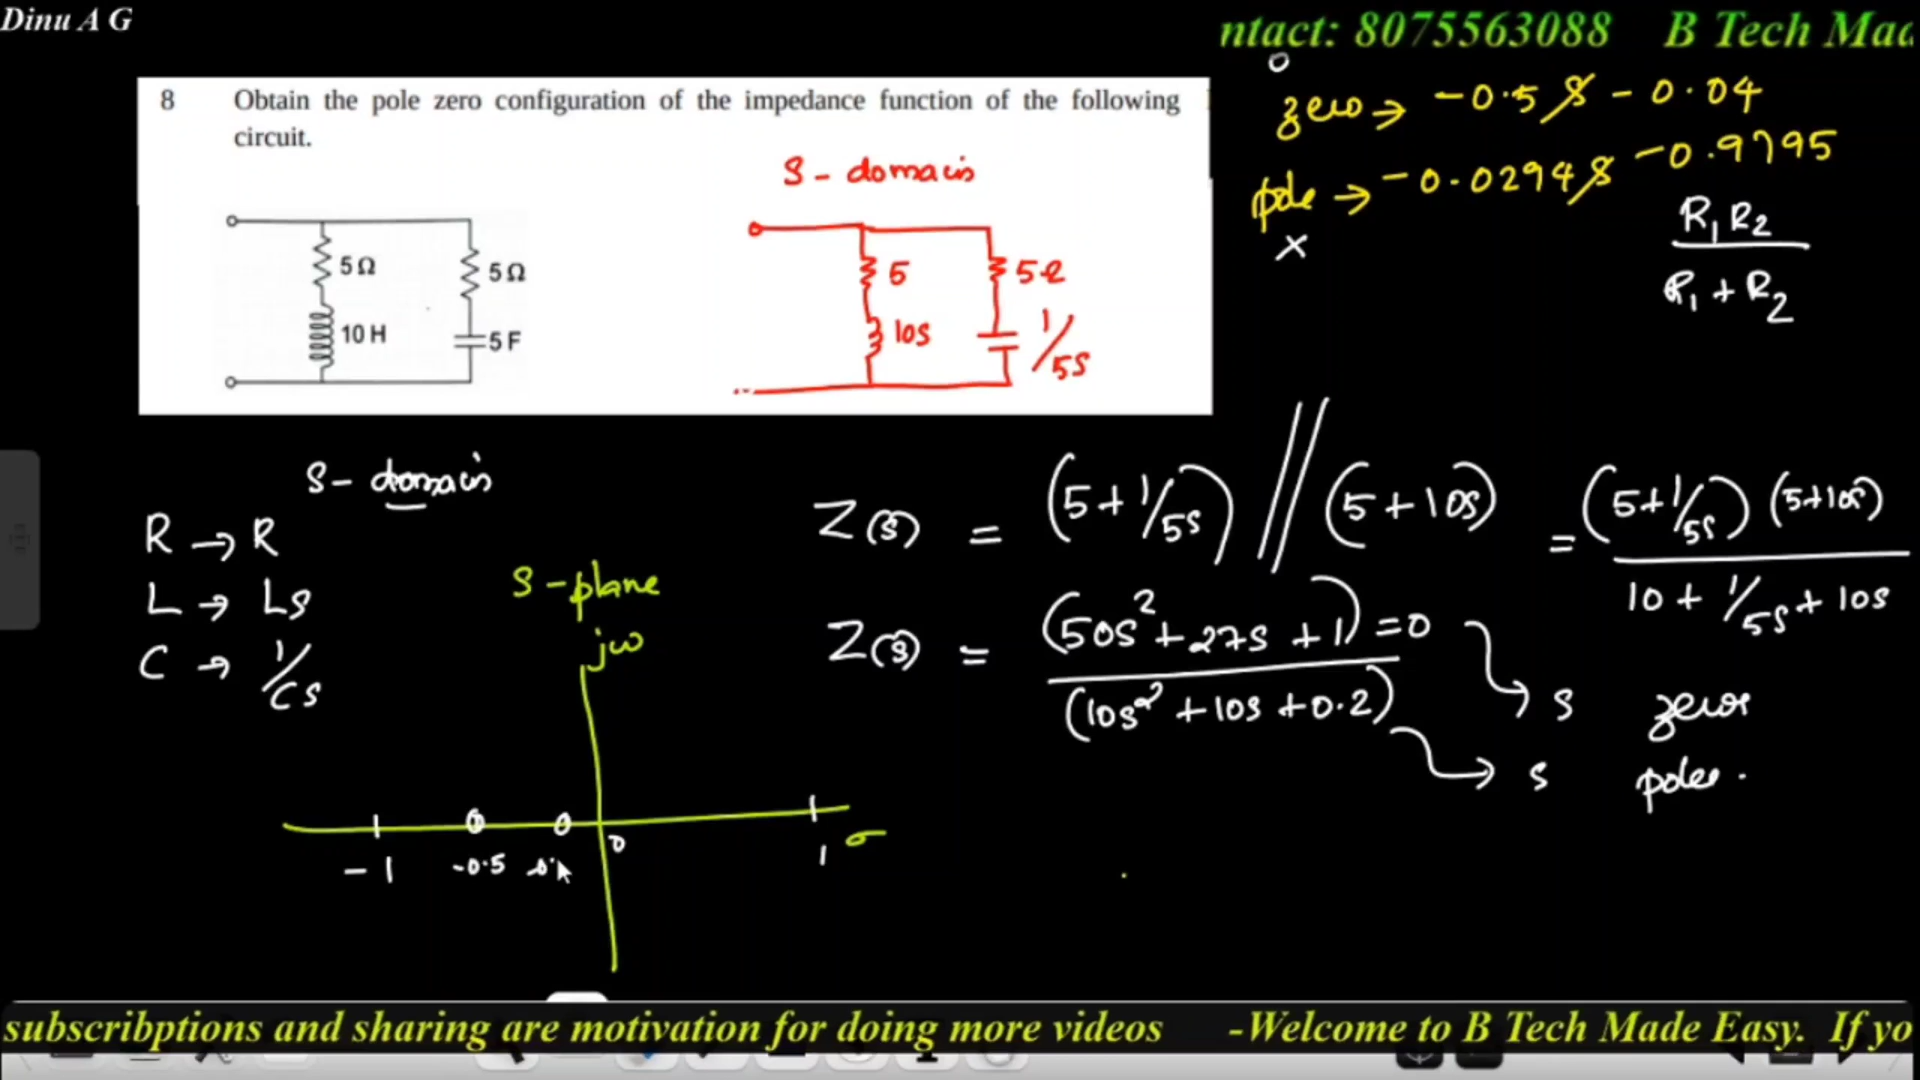 Dinu A G
ntact: 8075563088 B Tech Mad
8 Obtain the pole zero configuration of the impedance function of the following
circuit.
zero → -0.5 & -0.04
pole → -0.0294 & -0.9795
x
R1 R2
R1 + R2
S - domain
5Ω
5Ω
10 H
5 F
5
5Ω
10s
1/5s
S - domain
R → R
L → Ls
C → 1/Cs
Z(s) = (5+1/5s) // (5+10s) = (5+1/5s) (5+10s)
10 + 1/5s + 10s
Z(s) = (50s² + 27s + 1) = 0
(10s² + 10s + 0.2)
s zeros
s poles.
S - plane
jω
-1 -0.5 0 1 σ
subscribptions and sharing are motivation for doing more videos -Welcome to B Tech Made Easy. If yo